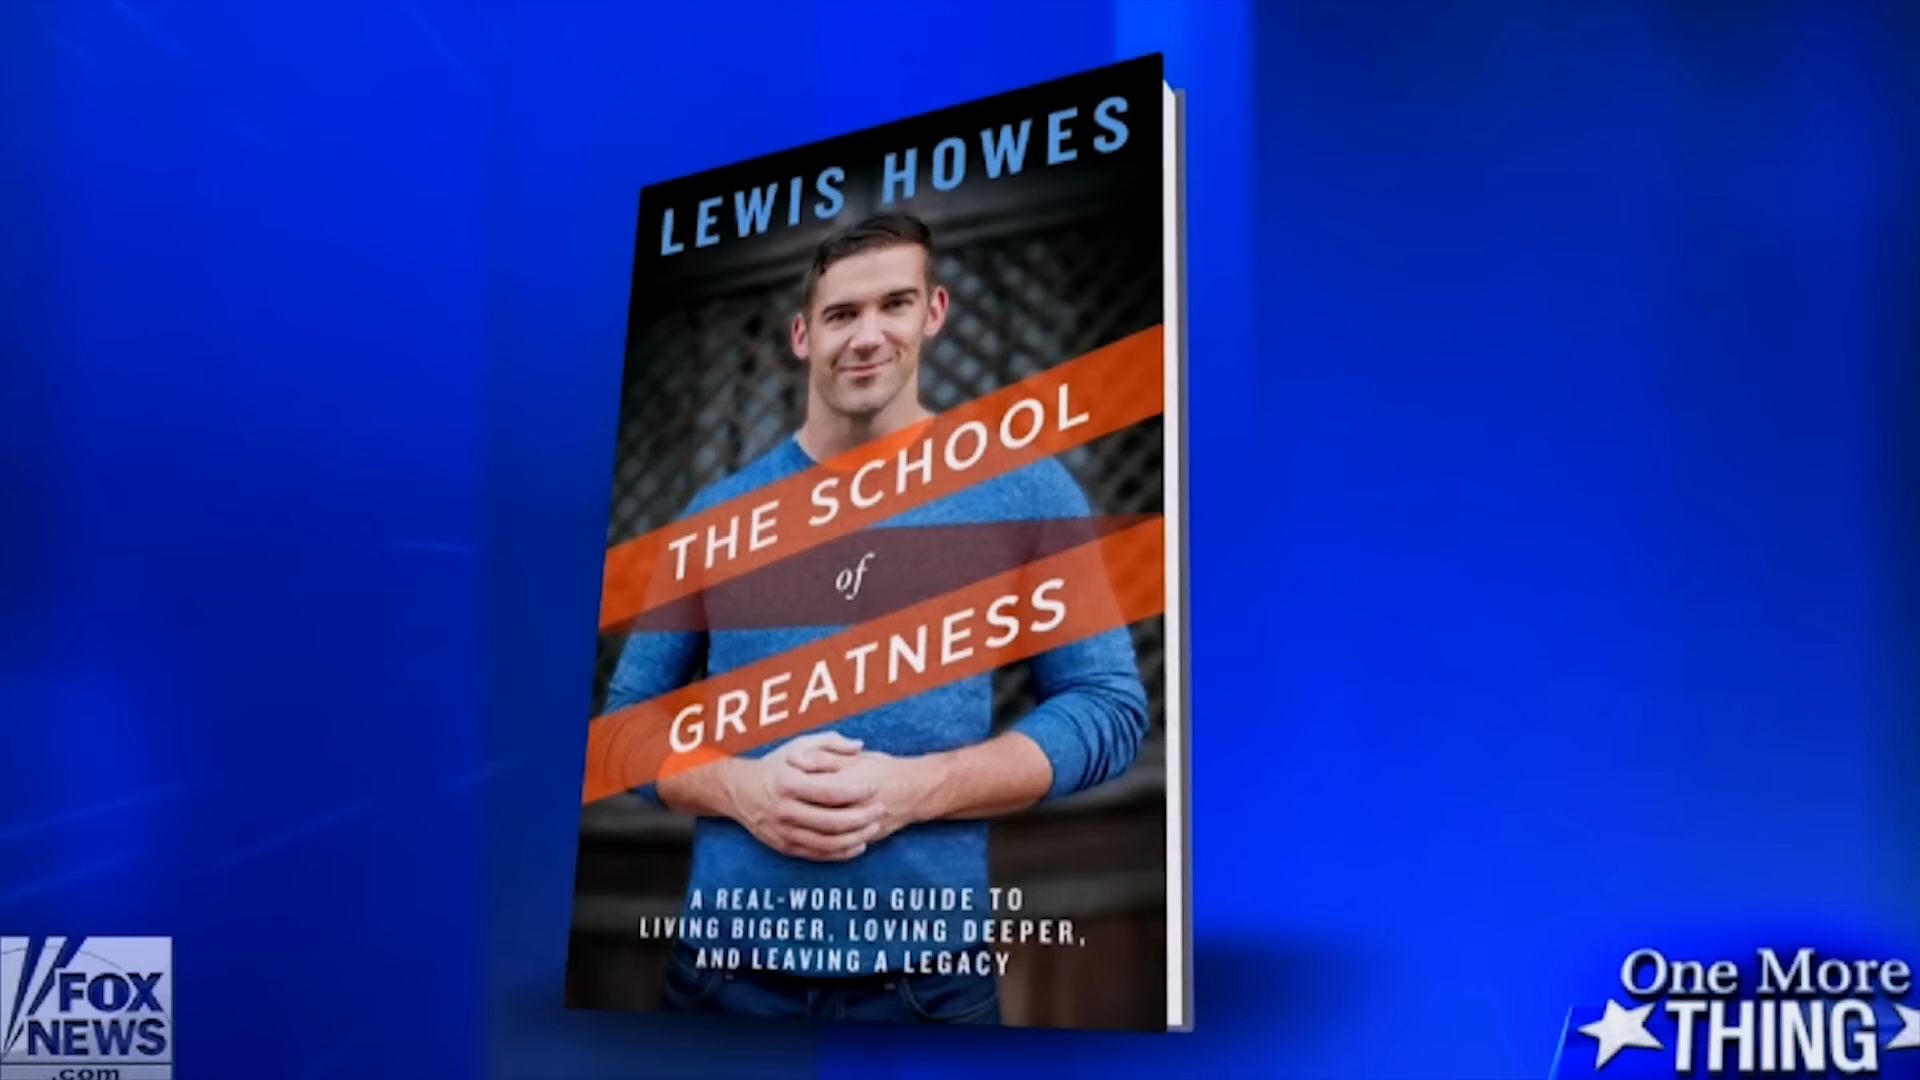 LEWIS HOWES
THE SCHOOL
of
GREATNESS
A REAL-WORLD GUIDE TO
LIVING BIGGER, LOVING DEEPER,
AND LEAVING A LEGACY
FOX
NEWS
.com
One More
THING